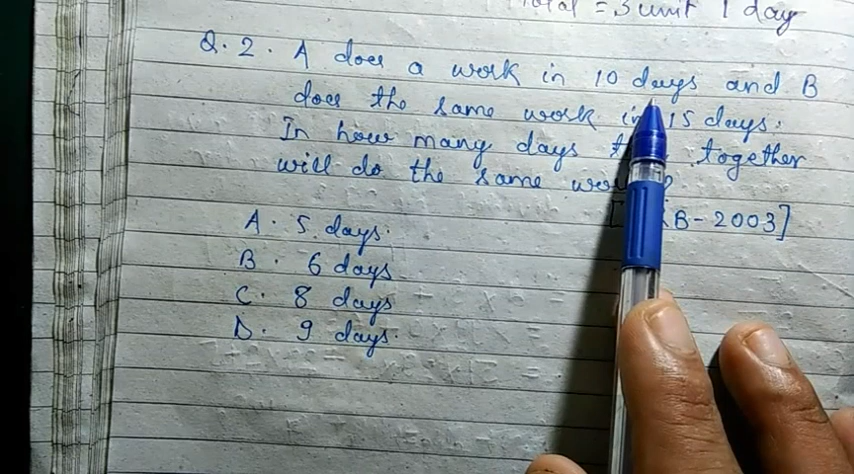 = 3 unit 1 day
Q. 2. A does a work in 10 days and B
does the same work in 15 days.
In how many days together
will do the same
B-2003]
A. 5 days.
B. 6 days
C. 8 days
D. 9 days.